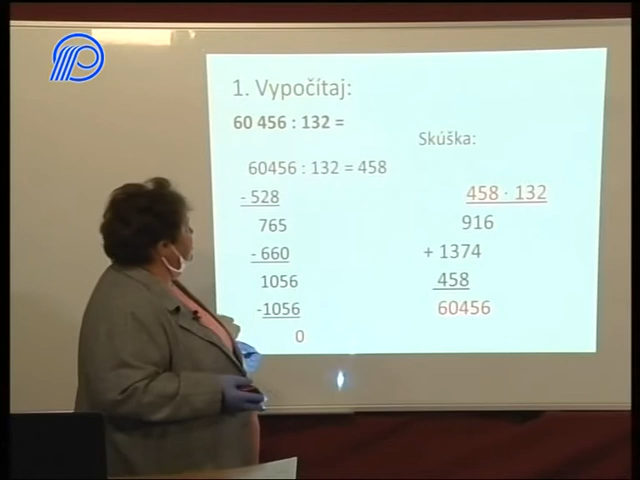 1. Vypočítaj:
60 456 : 132 =
60456 : 132 = 458
- 528
765
- 660
1056
-1056
0
Skúška:
458 · 132
916
+ 1374
458
60456